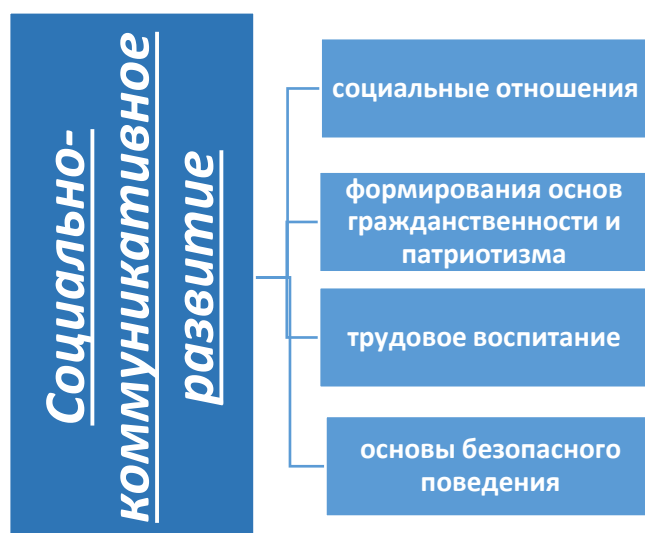 Социально-
коммуникативное
развитие
социальные отношения
формирования основ
гражданственности и
патриотизма
трудовое воспитание
основы безопасного
поведения